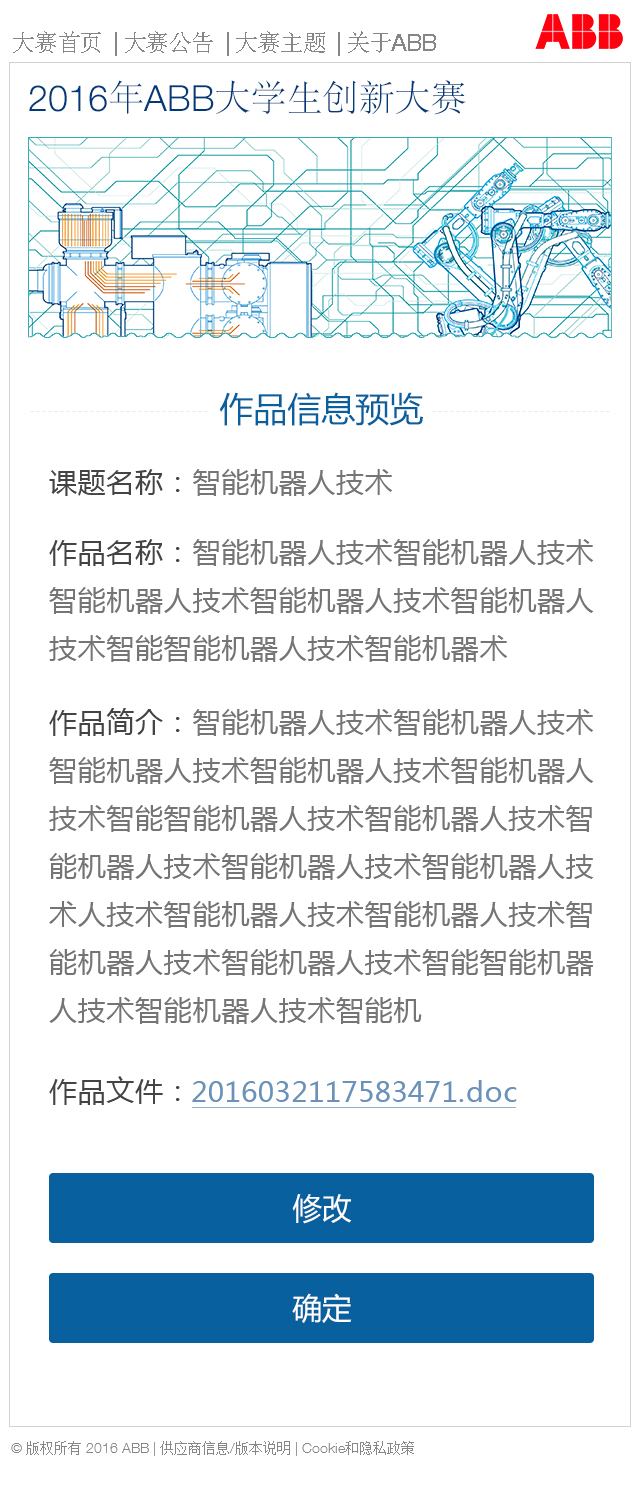 大赛首页 | 大赛公告 | 大赛主题 | 关于ABB
ABB
2016年ABB大学生创新大赛
作品信息预览
课题名称：智能机器人技术
作品名称：智能机器人技术智能机器人技术
智能机器人技术智能机器人技术智能机器人
技术智能智能机器人技术智能机器术
作品简介：智能机器人技术智能机器人技术
智能机器人技术智能机器人技术智能机器人
技术智能智能机器人技术智能机器人技术智
能机器人技术智能机器人技术智能机器人技
术人技术智能机器人技术智能机器人技术智
能机器人技术智能机器人技术智能智能机器
人技术智能机器人技术智能机
作品文件：2016032117583471.doc
修改
确定
© 版权所有 2016 ABB | 供应商信息/版本说明 | Cookie和隐私政策